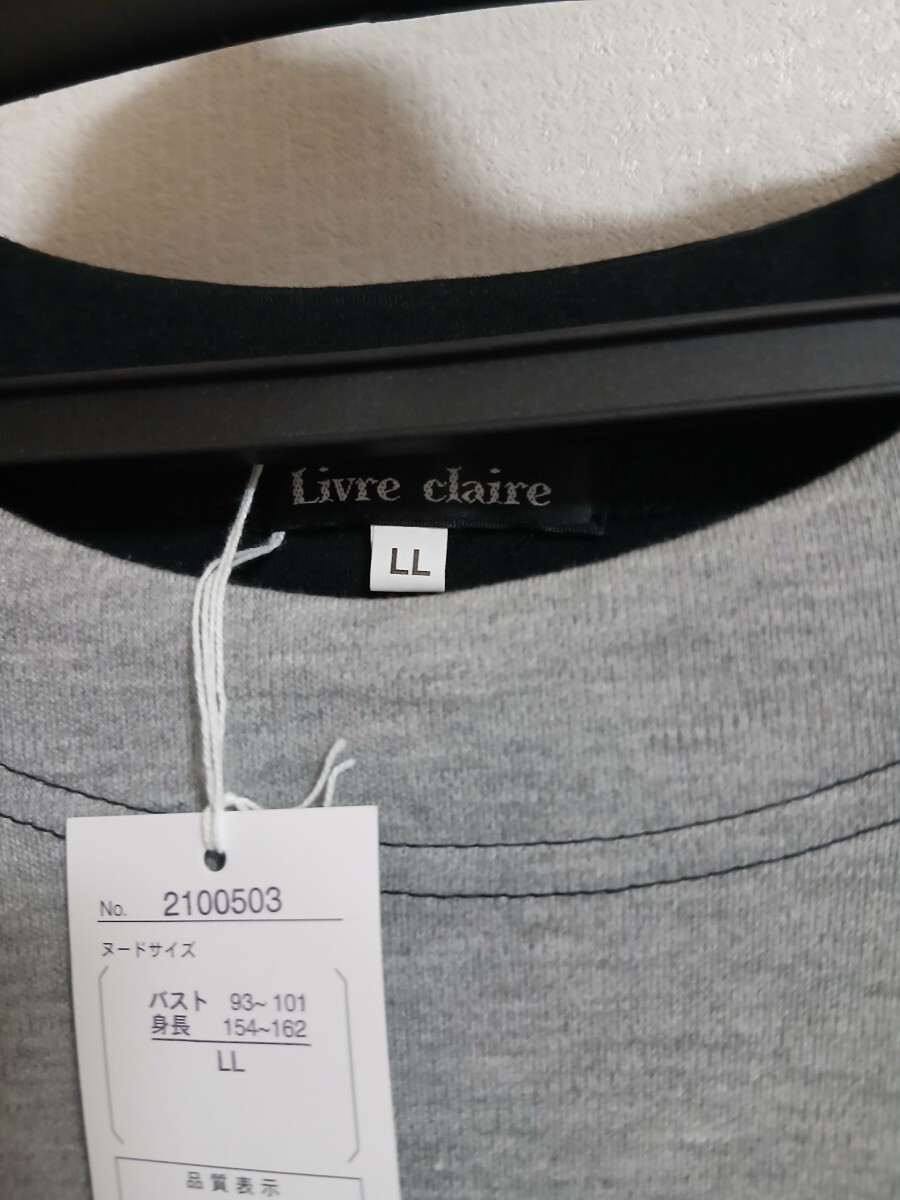 Livre claire
LL
No. 2100503
ヌードサイズ
バスト 93~101
身長 154~162
LL
品質表示